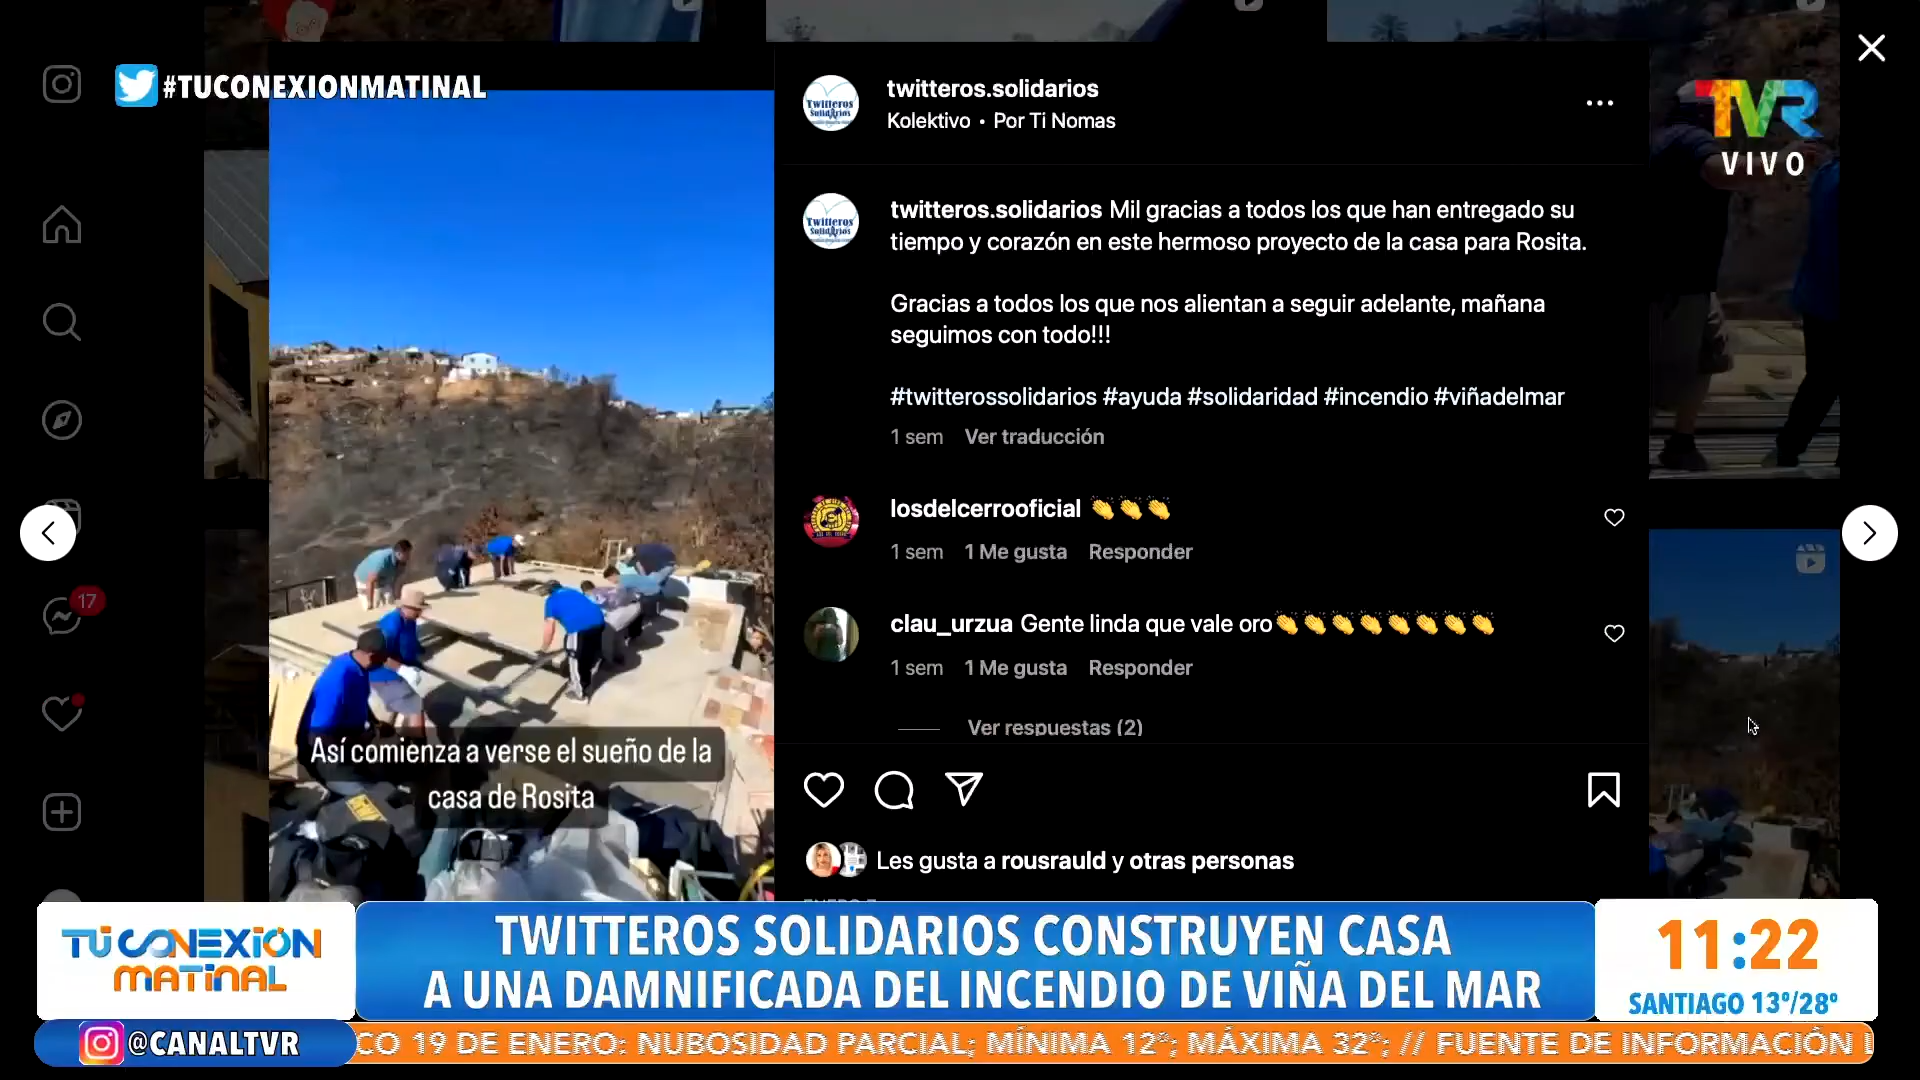 #TUCONEXIONMATINAL
twitteros.solidarios
Kolektivo • Por Ti Nomas
TVR
VIVO
Twitteros
Solidarios
Twitteros
Solidarios
twitteros.solidarios Mil gracias a todos los que han entregado su
tiempo y corazón en este hermoso proyecto de la casa para Rosita.
Gracias a todos los que nos alientan a seguir adelante, mañana
seguimos con todo!!!
#twitterossolidarios #ayuda #solidaridad #incendio #viñadelmar
1 sem Ver traducción
losdelcerrooficial 👏👏👏
1 sem 1 Me gusta Responder
clau_urzua Gente linda que vale oro👏👏👏👏👏👏👏👏
1 sem 1 Me gusta Responder
Ver respuestas (2)
17
Así comienza a verse el sueño de la
casa de Rosita
Les gusta a rousrauld y otras personas
TU CONEXIÓN
MATINAL
TWITTEROS SOLIDARIOS CONSTRUYEN CASA
A UNA DAMNIFICADA DEL INCENDIO DE VIÑA DEL MAR
11:22
SANTIAGO 13°/28°
@CANALTVR
CO 19 DE ENERO: NUBOSIDAD PARCIAL; MÍNIMA 12°; MÁXIMA 32°; // FUENTE DE INFORMACIÓN